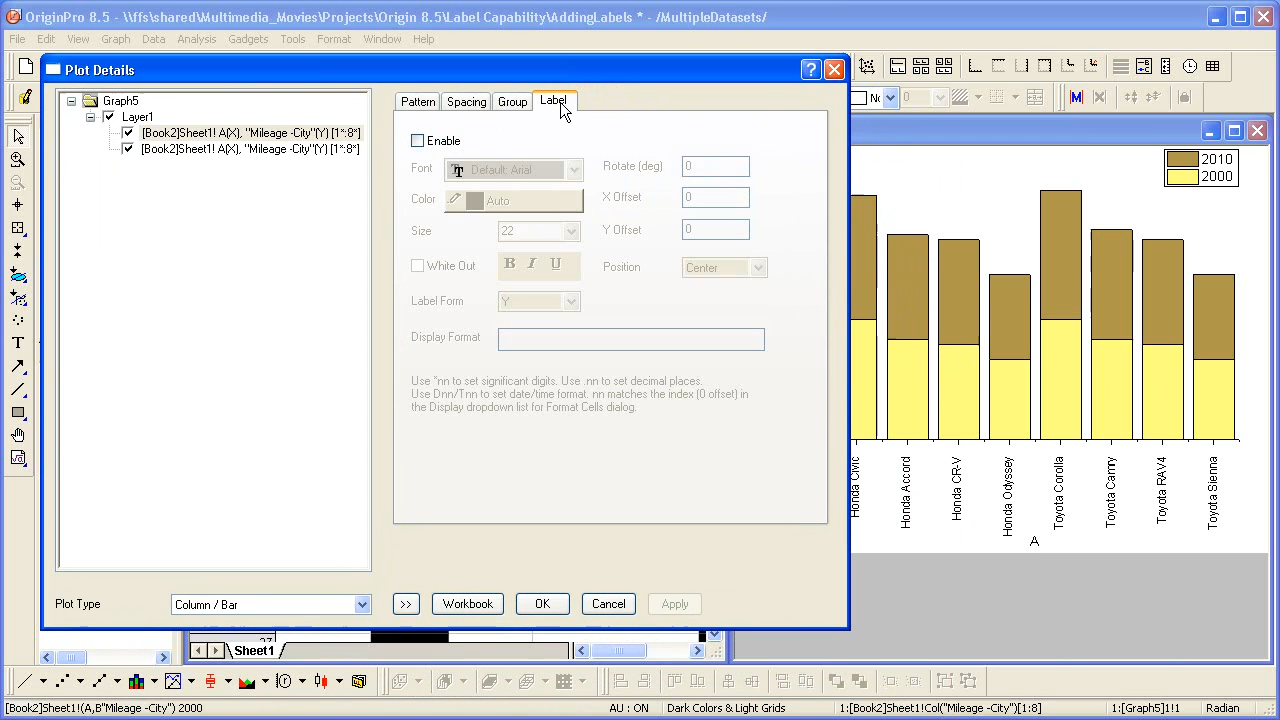 OriginPro 8.5 - \\ffs\shared\Multimedia_Movies\Projects\Origin 8.5\Label Capability\AddingLabels * - /MultipleDatasets/
File Edit View Graph Data Analysis Gadgets Tools Format Window Help
Plot Details
Graph5
Layer1
[Book2]Sheet1! A(X), "Mileage -City"(Y) [1*:8*]
[Book2]Sheet1! A(X), "Mileage -City"(Y) [1*:8*]
Pattern Spacing Group Label
Enable
Font Default: Arial
Color Auto
Size 22
White Out B I U
Label Form Y
Display Format
Rotate (deg) 0
X Offset 0
Y Offset 0
Position Center
Use *nn to set significant digits. Use .nn to set decimal places.
Use Dnn/Tnn to set date/time format. nn matches the index (0 offset) in
the Display dropdown list for Format Cells dialog.
Plot Type Column / Bar
>> Workbook OK Cancel Apply
No 0
2010
2000
Honda Civic
Honda Accord
Honda CR-V
Honda Odyssey
Toyota Corolla
Toyota Camry
Toyota RAV4
Toyota Sienna
A
Sheet1
[Book2]Sheet1!(A,B"Mileage -City") 2000 AU : ON Dark Colors & Light Grids 1:[Book2]Sheet1!Col("Mileage -City")[1:8] 1:[Graph5]1!1 Radian